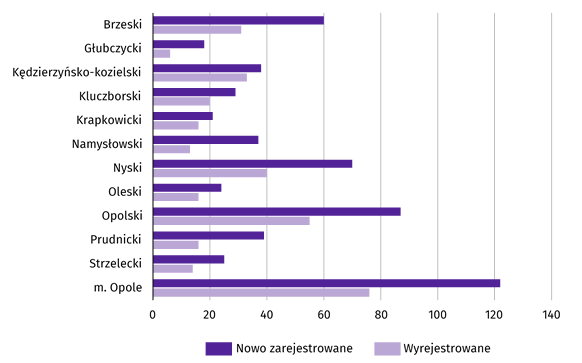 Brzeski
Głubczycki
Kędzierzyńsko-kozielski
Kluczborski
Krapkowicki
Namysłowski
Nyski
Oleski
Opolski
Prudnicki
Strzelecki
m. Opole
0 20 40 60 80 100 120 140
Nowo zarejestrowane Wyrejestrowane